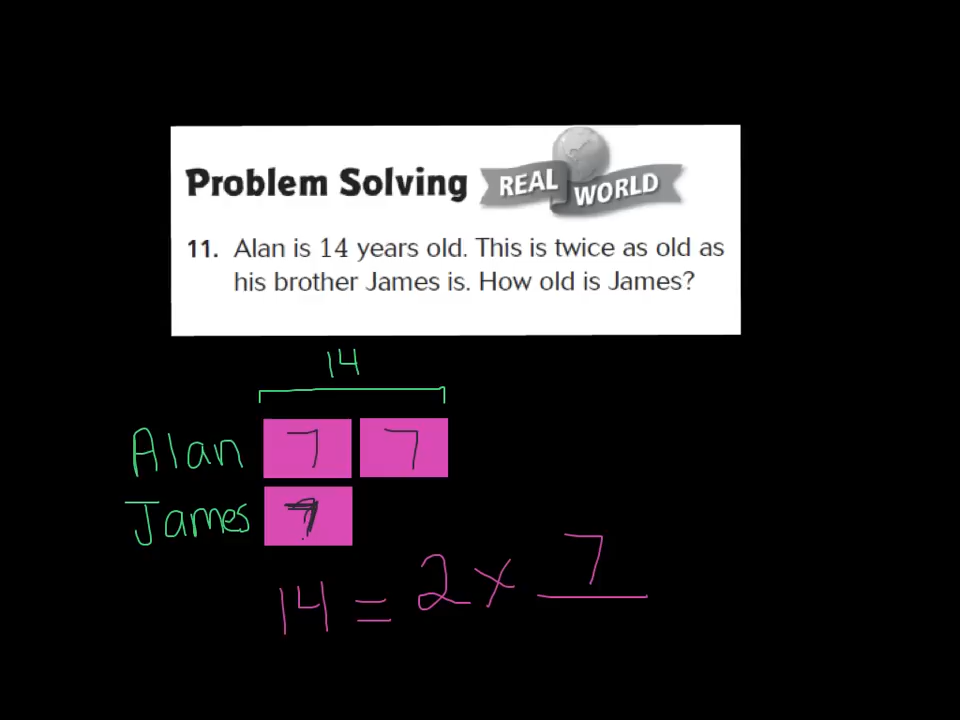 Problem Solving REAL WORLD
11. Alan is 14 years old. This is twice as old as
his brother James is. How old is James?
14
Alan 7 7
James 7
14 = 2 x 7